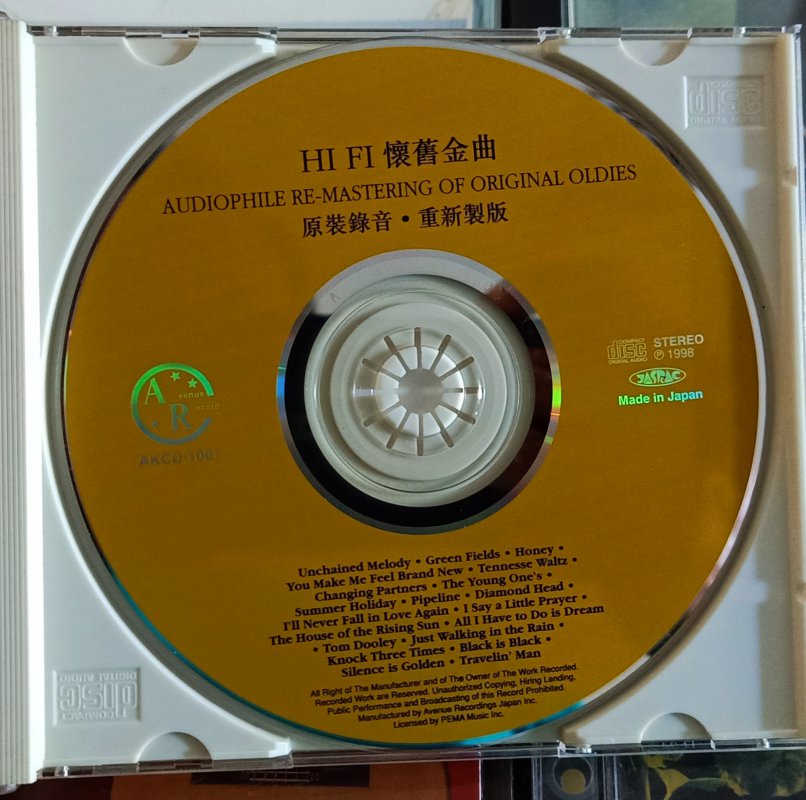 COMPACT
disc
DIGITAL AUDIO
HI FI 懷舊金曲
AUDIOPHILE RE-MASTERING OF ORIGINAL OLDIES
原裝錄音・重新製版
A venue
R ecord
AKCD-1001
COMPACT
disc
DIGITAL AUDIO
STEREO
℗ 1998
JASRAC
Made in Japan
Unchained Melody • Green Fields • Honey •
You Make Me Feel Brand New • Tennesse Waltz •
Changing Partners • The Young One's •
Summer Holiday • Pipeline • Diamond Head •
I'll Never Fall in Love Again • I Say a Little Prayer •
The House of the Rising Sun • All I Have to Do is Dream
• Tom Dooley • Just Walking in the Rain •
Knock Three Times • Black is Black •
Silence is Golden • Travelin' Man
All Right of The Manufacturer and of The Owner of The Work Recorded.
Recorded Work are Reserved. Unauthorized Copying, Hiring Lending,
Public Performance and Broadcasting of this Record Prohibited.
Manufactured by Avenue Recordings Japan Inc.
Licensed by PEMA Music Inc.
COMPACT
disc
DIGITAL AUDIO